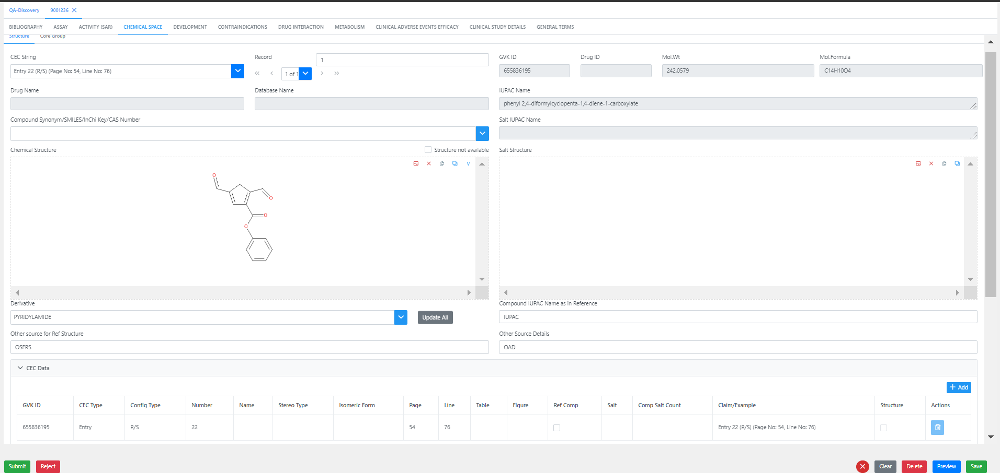 QA-Discovery 9001236
BIBLIOGRAPHY ASSAY ACTIVITY (SAR) CHEMICAL SPACE DEVELOPMENT CONTRAINDICATIONS DRUG INTERACTION METABOLISM CLINICAL ADVERSE EVENTS EFFICACY CLINICAL STUDY DETAILS GENERAL TERMS
Structure Core Group
CEC String Record 1 GVK ID Drug ID Mol.Wt Mol.Formula
Entry 22 (R/S) (Page No: 54, Line No: 76) 1 of 1 655836195 242.0579 C14H10O4
Drug Name Database Name IUPAC Name
phenyl 2,4-diformylcyclopenta-1,4-diene-1-carboxylate
Compound Synonym/SMILES/InChi Key/CAS Number Salt IUPAC Name
Chemical Structure Structure not available Salt Structure
V
O
O
O
O
Derivative Compound IUPAC Name as in Reference
PYRIDYLAMIDE Update All IUPAC
Other source for Ref Structure Other Source Details
OSFRS OAD
CEC Data
+ Add
GVK ID CEC Type Config Type Number Name Stereo Type Isomeric Form Page Line Table Figure Ref Comp Salt Comp Salt Count Claim/Example Structure Actions
655836195 Entry R/S 22 54 76 Entry 22 (R/S) (Page No: 54, Line No: 76)
Submit Reject Clear Delete Preview Save